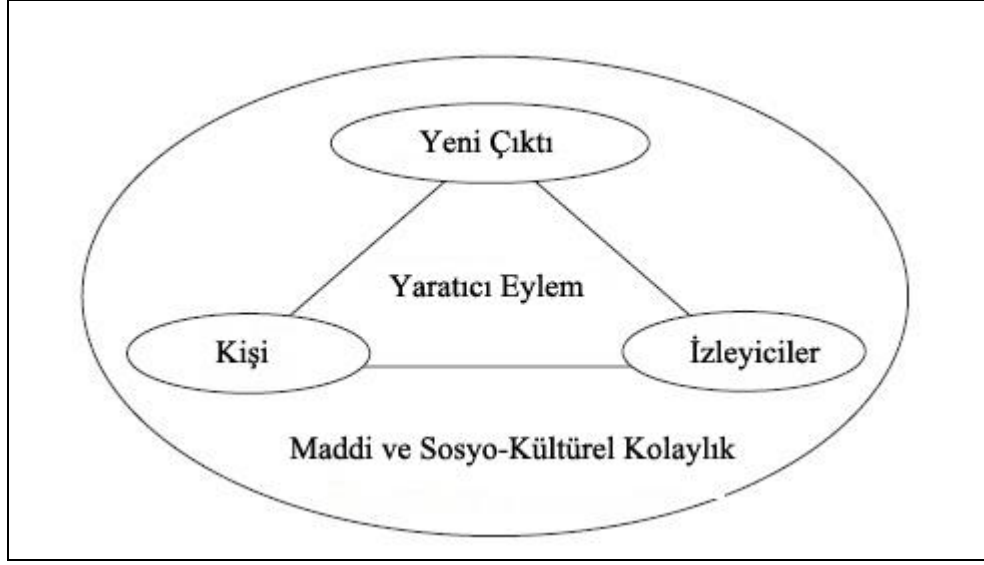 Yeni Çıktı
Yaratıcı Eylem
Kişi
İzleyiciler
Maddi ve Sosyo-Kültürel Kolaylık